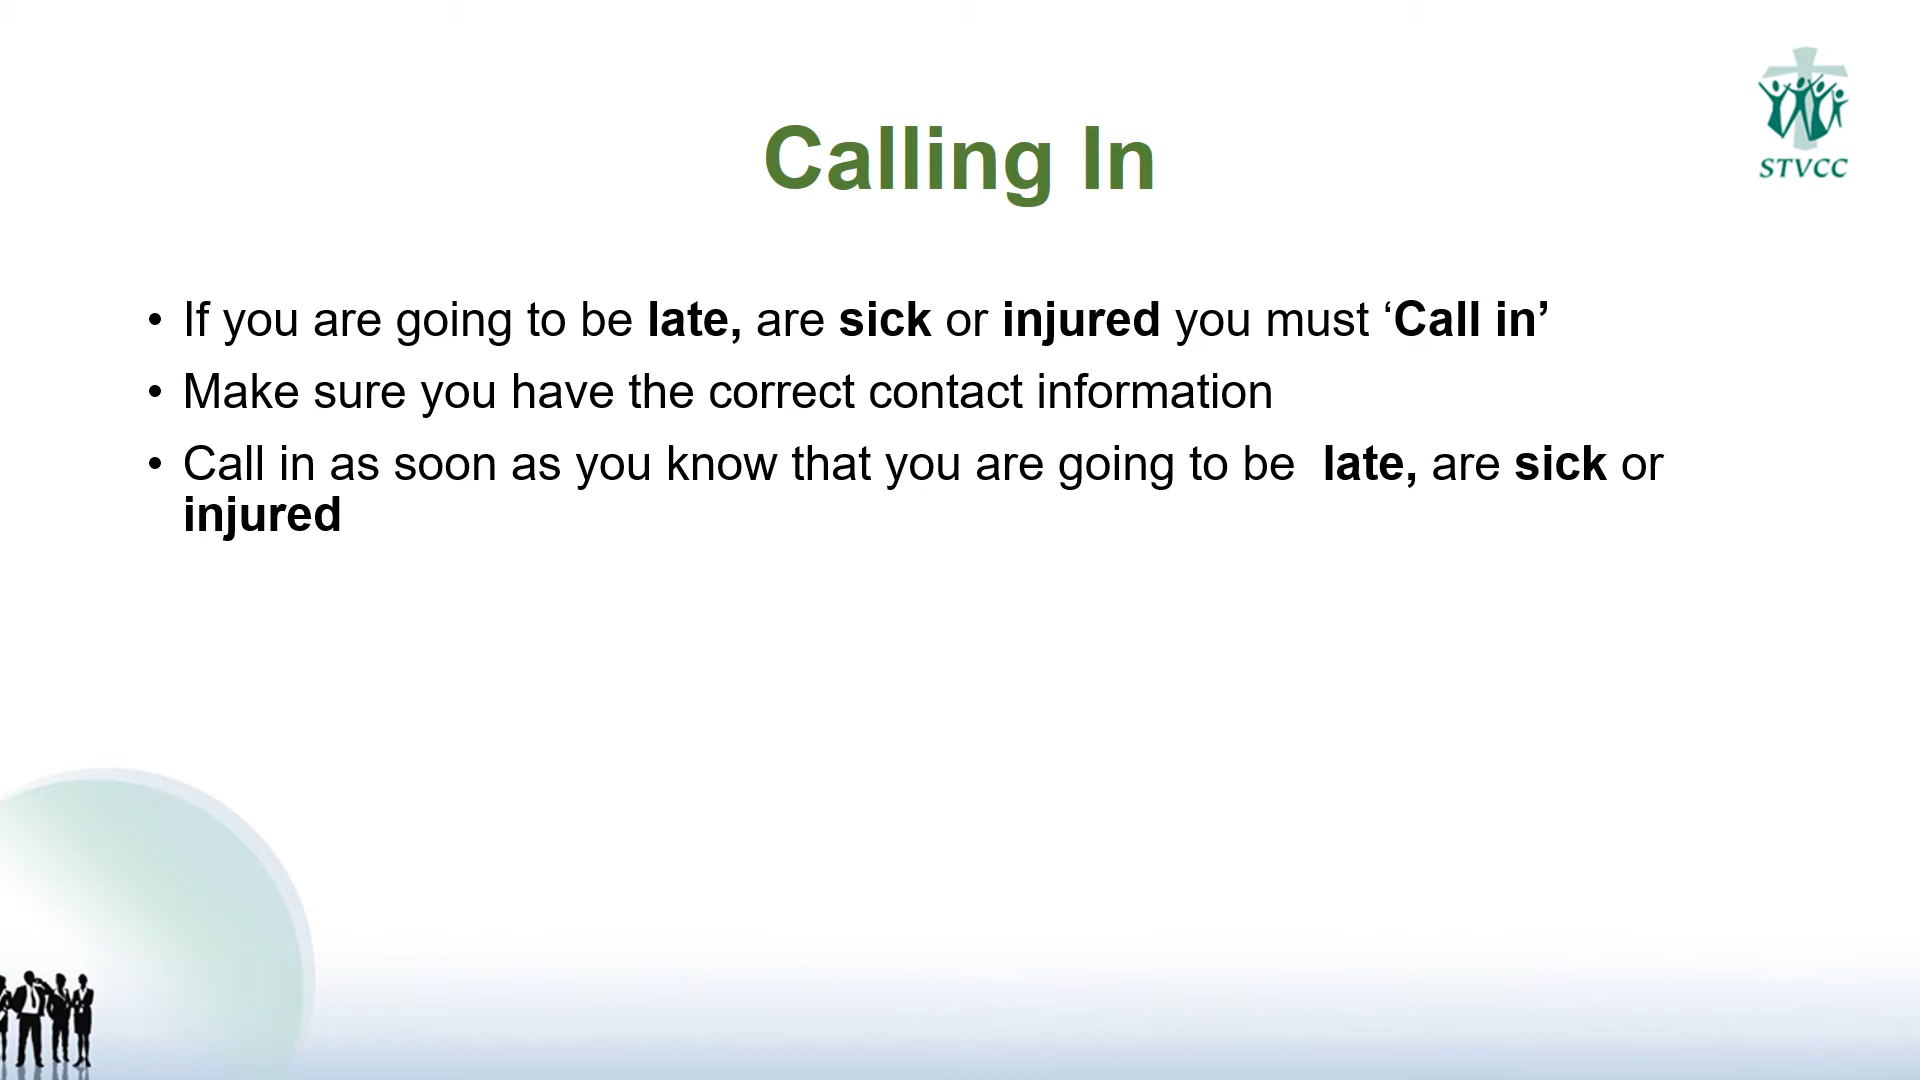 STVCC
Calling In
• If you are going to be late, are sick or injured you must ‘Call in’
• Make sure you have the correct contact information
• Call in as soon as you know that you are going to be  late, are sick or
injured